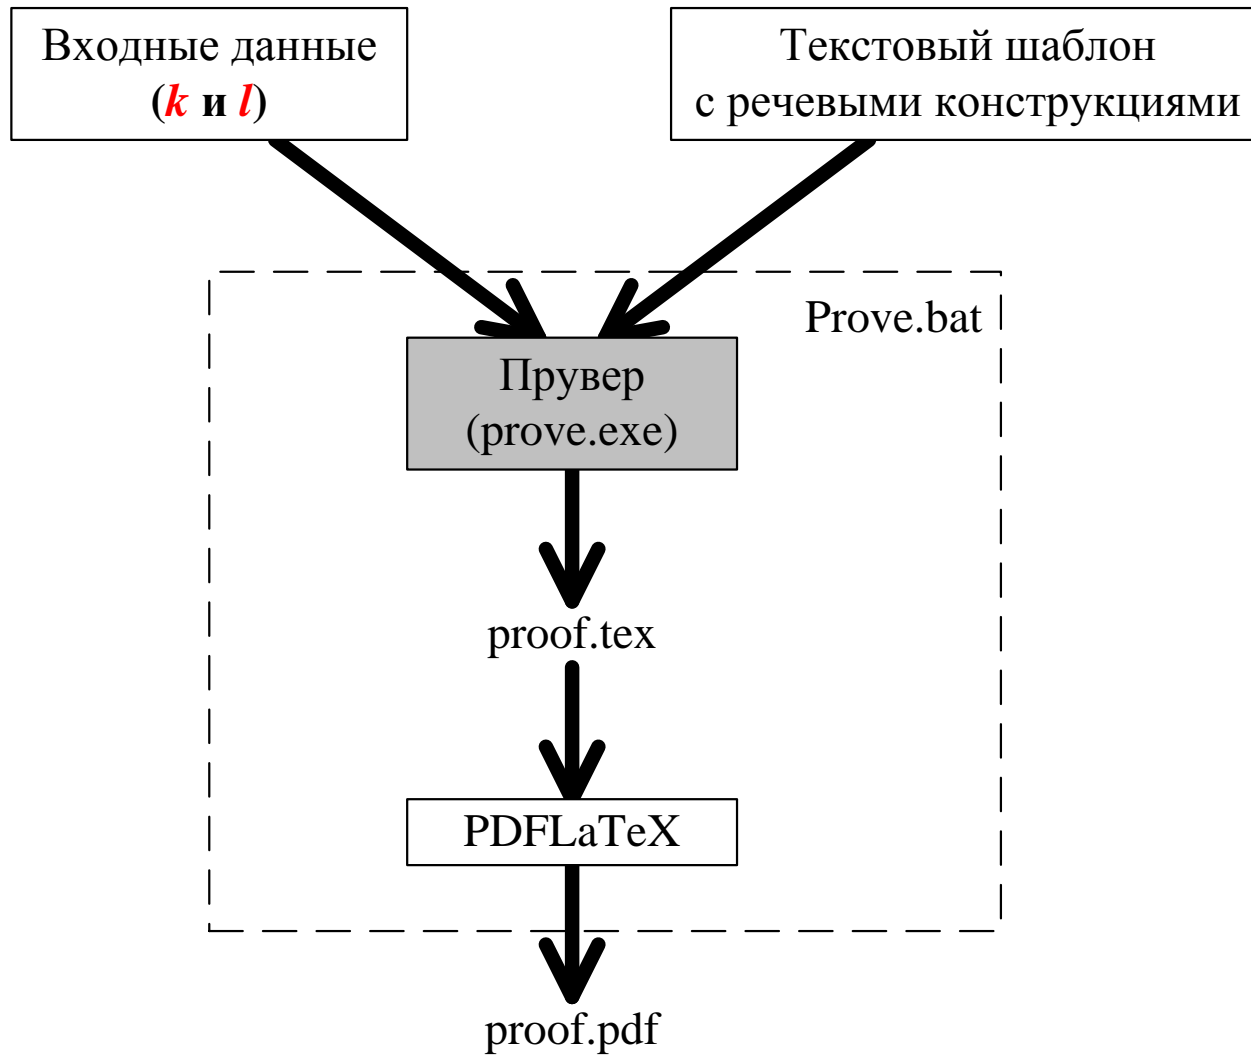 Входные данные
(k и l)
Текстовый шаблон
с речевыми конструкциями
Prove.bat
Прувер
(prove.exe)
proof.tex
PDFLaTeX
proof.pdf